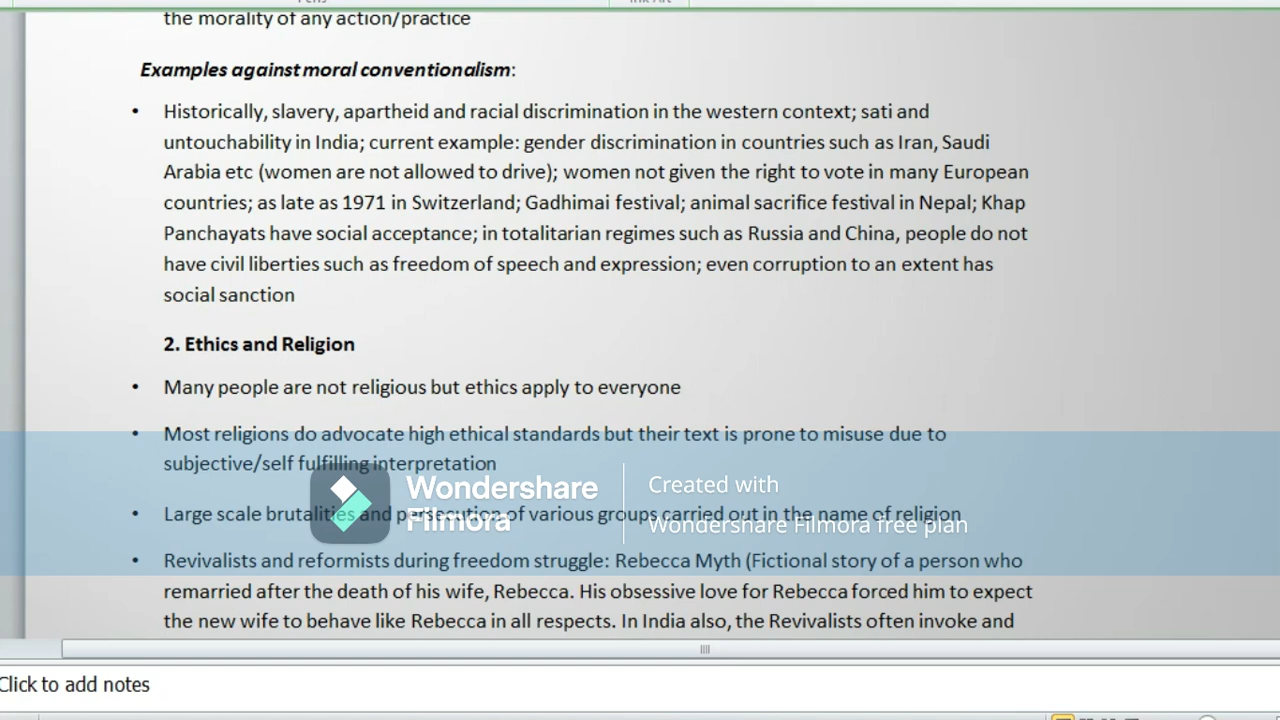 the morality of any action/practice
Examples against moral conventionalism:
• Historically, slavery, apartheid and racial discrimination in the western context; sati and
untouchability in India; current example: gender discrimination in countries such as Iran, Saudi
Arabia etc (women are not allowed to drive); women not given the right to vote in many European
countries; as late as 1971 in Switzerland; Gadhimai festival; animal sacrifice festival in Nepal; Khap
Panchayats have social acceptance; in totalitarian regimes such as Russia and China, people do not
have civil liberties such as freedom of speech and expression; even corruption to an extent has
social sanction
2. Ethics and Religion
• Many people are not religious but ethics apply to everyone
• Most religions do advocate high ethical standards but their text is prone to misuse due to
subjective/self fulfilling interpretation
• Large scale brutalities and persecution of various groups carried out in the name of religion
Wondershare
Filmora
Created with
Wondershare Filmora free plan
• Revivalists and reformists during freedom struggle: Rebecca Myth (Fictional story of a person who
remarried after the death of his wife, Rebecca. His obsessive love for Rebecca forced him to expect
the new wife to behave like Rebecca in all respects. In India also, the Revivalists often invoke and
Click to add notes